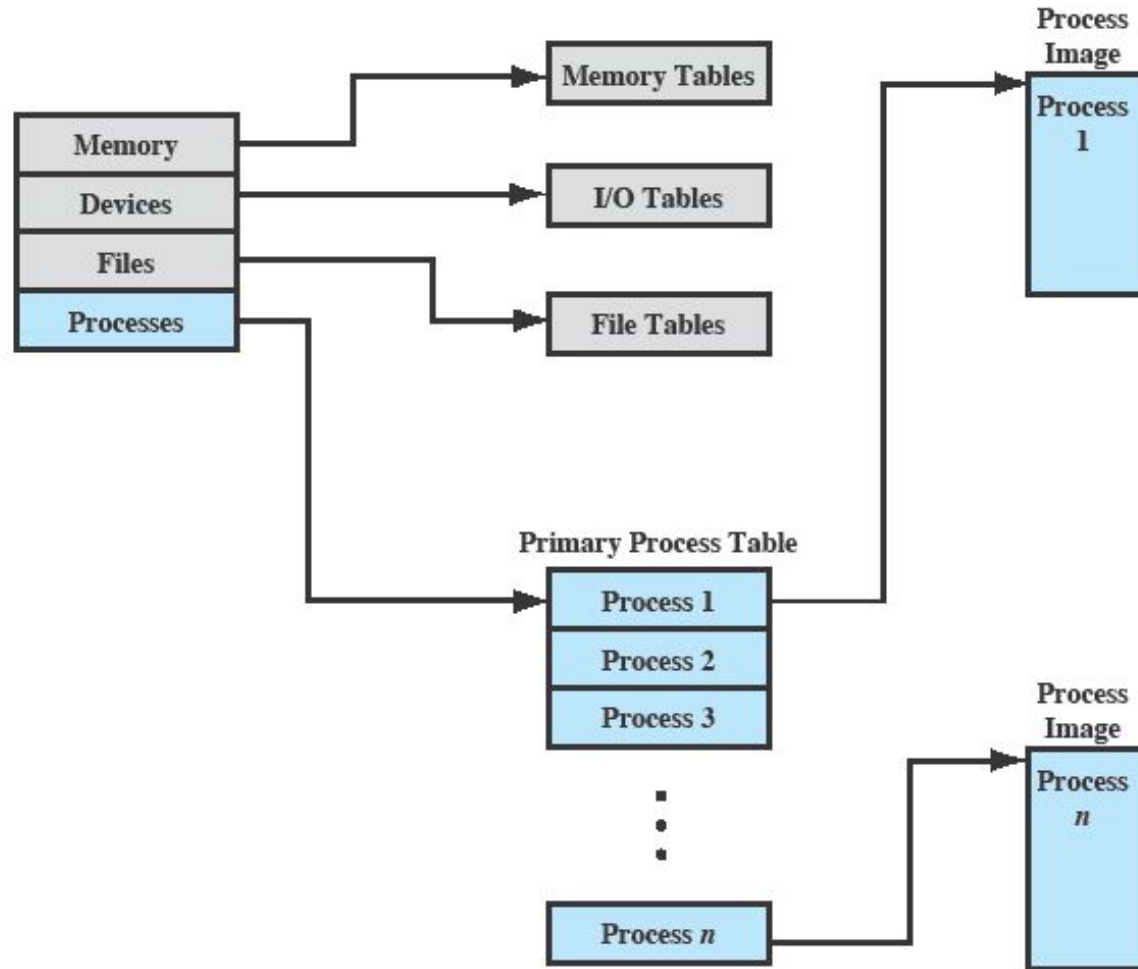 Process
Image
Memory Tables
Process
1
Memory
Devices
I/O Tables
Files
Processes
File Tables
Primary Process Table
Process 1
Process 2
Process 3
Process
Image
Process
n
Process n